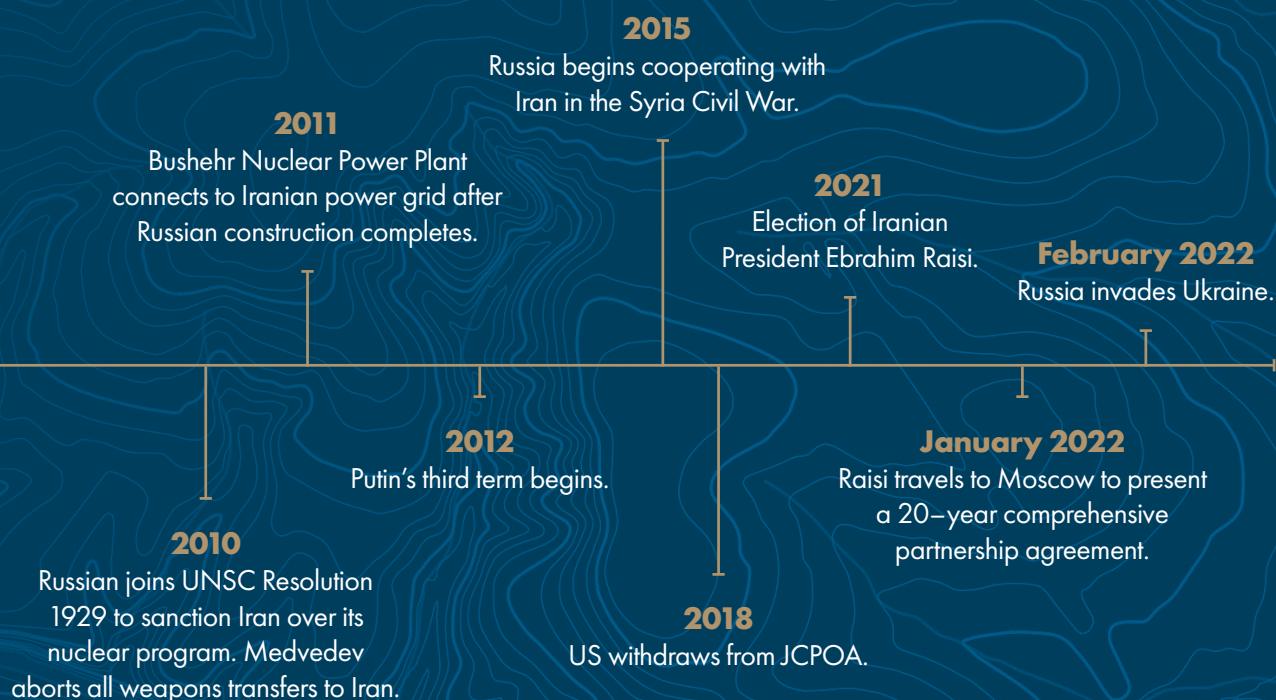 2015
Russia begins cooperating with
Iran in the Syria Civil War.
2011
Bushehr Nuclear Power Plant
connects to Iranian power grid after
Russian construction completes.
2021
Election of Iranian
President Ebrahim Raisi.
February 2022
Russia invades Ukraine.
2012
Putin’s third term begins.
January 2022
Raisi travels to Moscow to present
a 20–year comprehensive
partnership agreement.
2010
Russian joins UNSC Resolution
1929 to sanction Iran over its
nuclear program. Medvedev
aborts all weapons transfers to Iran.
2018
US withdraws from JCPOA.